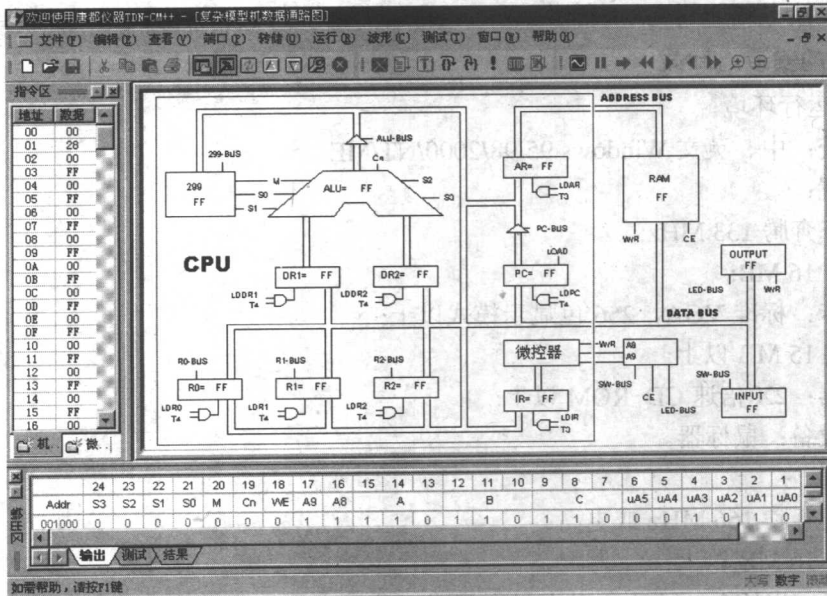 欢迎使用唐都仪器TDN-CM++ - [复杂模型机数据通路图]
文件(F) 编辑(E) 查看(V) 端口(P) 转储(D) 运行(R) 波形(C) 测试(T) 窗口(W) 帮助(H)
指令区
地址 数据
00 00
01 28
02 00
03 FF
04 00
05 FF
06 00
07 FF
08 00
09 FF
0A 00
0B FF
0C 00
0D FF
0E 00
0F FF
10 00
11 FF
12 00
13 FF
14 00
15 FF
16 00
机 微
ADDRESS BUS
ALU-BUS
Cn
299-BUS
299
FF
M
S0
S1
ALU= FF
S2
S3
AR= FF
LDAR
T3
RAM
FF
W/R
CE
PC-BUS
LOAD
PC= FF
LDPC
T4
OUTPUT
FF
LED-BUS
W/R
CPU
DR1= FF
LDDR1
T4
DR2= FF
LDDR2
T4
DATA BUS
R0-BUS
R0= FF
LDR0
T4
R1-BUS
R1= FF
LDR1
T4
R2-BUS
R2= FF
LDR2
T4
微控器
W/R
A8
A9
SW-BUS
CE
LED-BUS
IR= FF
LDIR
T3
SW-BUS
INPUT
FF
24 23 22 21 20 19 18 17 16 15 14 13 12 11 10 9 8 7 6 5 4 3 2 1
Addr S3 S2 S1 S0 M Cn WE A9 A8 A B C uA5 uA4 uA3 uA2 uA1 uA0
001000 0 0 0 0 0 0 0 1 1 1 1 0 1 1 0 1 1 0 0 0 1 0 1 0
输出 测试 结果
如需帮助，请按F1键
大写 数字